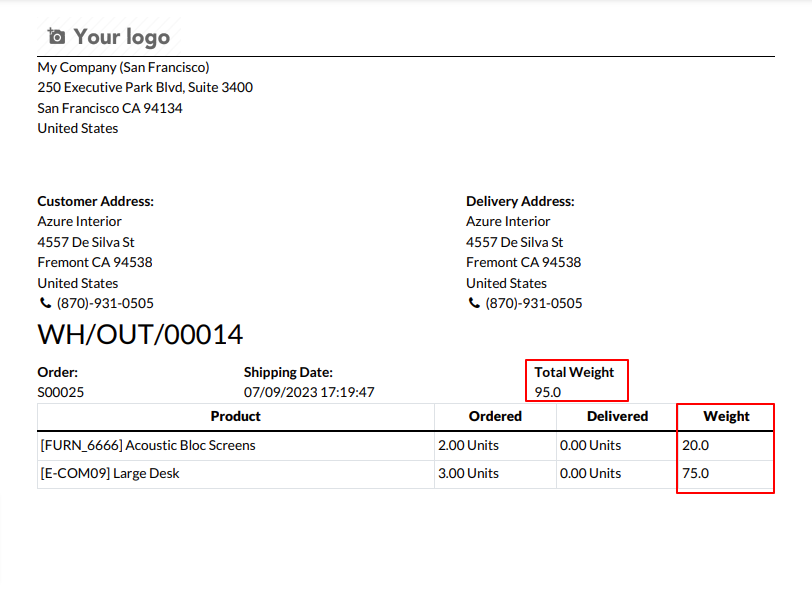 Your logo
My Company (San Francisco)
250 Executive Park Blvd, Suite 3400
San Francisco CA 94134
United States
Customer Address:
Azure Interior
4557 De Silva St
Fremont CA 94538
United States
(870)-931-0505
Delivery Address:
Azure Interior
4557 De Silva St
Fremont CA 94538
United States
(870)-931-0505
WH/OUT/00014
Order: Shipping Date: Total Weight
S00025 07/09/2023 17:19:47 95.0
Product Ordered Delivered Weight
[FURN_6666] Acoustic Bloc Screens 2.00 Units 0.00 Units 20.0
[E-COM09] Large Desk 3.00 Units 0.00 Units 75.0